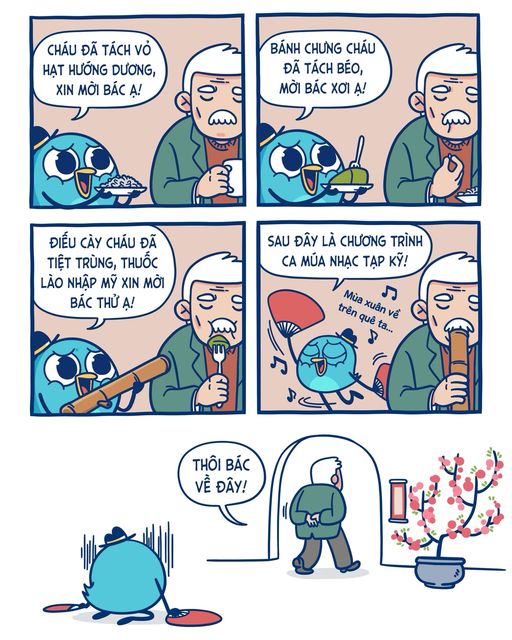 CHÁU ĐÃ TÁCH VỎ
HẠT HƯỚNG DƯƠNG,
XIN MỜI BÁC Ạ!
BÁNH CHƯNG CHÁU
ĐÃ TÁCH BÉO,
MỜI BÁC XƠI Ạ!
ĐIẾU CÀY CHÁU ĐÃ
TIỆT TRÙNG, THUỐC
LÀO NHẬP MỸ XIN MỜI
BÁC THỬ Ạ!
SAU ĐÂY LÀ CHƯƠNG TRÌNH
CA MÚA NHẠC TẠP KỸ!
Mùa xuân về
trên quê ta...
THÔI BÁC
VỀ ĐÂY!